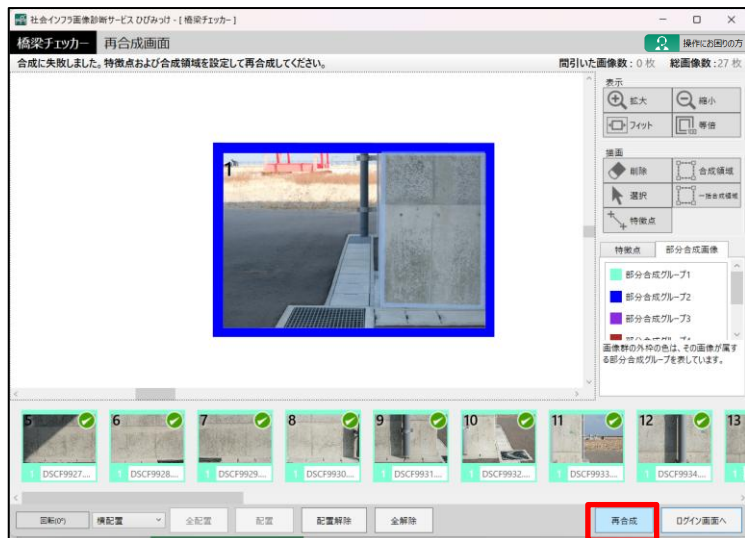 社会インフラ画像診断サービス ひびみっけ - [ 橋梁チェッカー ]
橋梁チェッカー 再合成画面
操作にお困りの方
合成に失敗しました。特徴点および合成領域を設定して再合成してください。
間引いた画像数：0 枚 総画像数：27 枚
表示
拡大 縮小
フィット 等倍
描画
削除 合成領域
選択 一括合成領域
特徴点
特徴点 部分合成画像
部分合成グループ1
部分合成グループ2
部分合成グループ3
画像群の外枠の色は、その画像が属する部分合成グループを表しています。
1
5 6 7 8 9 10 11 12 13
1 DSCF9927.... 1 DSCF9928.... 1 DSCF9929.... 1 DSCF9930.... 1 DSCF9931.... 1 DSCF9932.... 1 DSCF9933.... 1 DSCF9934.... 1
回転(0°) 横配置 全配置 配置 配置解除 全解除 再合成 ログイン画面へ